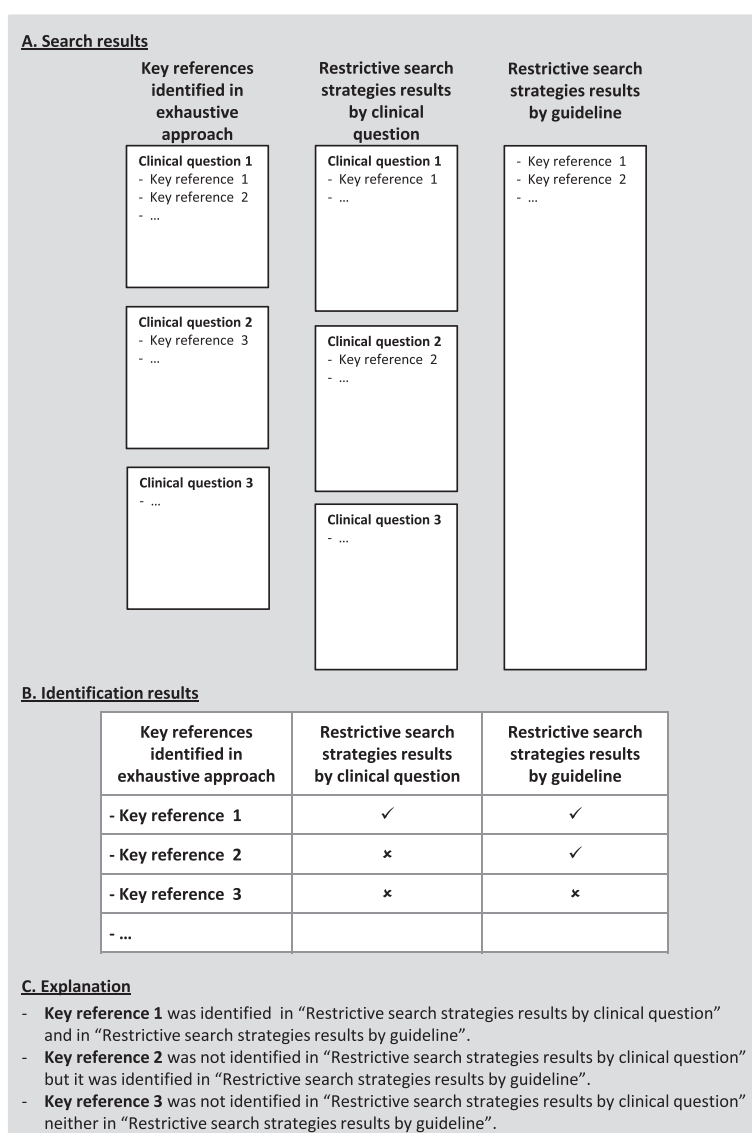 A. Search results
Key references
identified in
exhaustive
approach
Clinical question 1
- Key reference 1
- Key reference 2
- ...
Clinical question 2
- Key reference 3
- ...
Clinical question 3
- ...
Restrictive search
strategies results
by clinical
question
Clinical question 1
- Key reference 1
- ...
Clinical question 2
- Key reference 2
- ...
Clinical question 3
- ...
Restrictive search
strategies results
by guideline
- Key reference 1
- Key reference 2
- ...
B. Identification results
Key references
identified in
exhaustive approach
Restrictive search
strategies results
by clinical question
Restrictive search
strategies results
by guideline
- Key reference 1 ✓ ✓
- Key reference 2 ✗ ✓
- Key reference 3 ✗ ✗
- ...
C. Explanation
- Key reference 1 was identified in “Restrictive search strategies results by clinical question”
and in “Restrictive search strategies results by guideline”.
- Key reference 2 was not identified in “Restrictive search strategies results by clinical question”
but it was identified in “Restrictive search strategies results by guideline”.
- Key reference 3 was not identified in “Restrictive search strategies results by clinical question”
neither in “Restrictive search strategies results by guideline”.